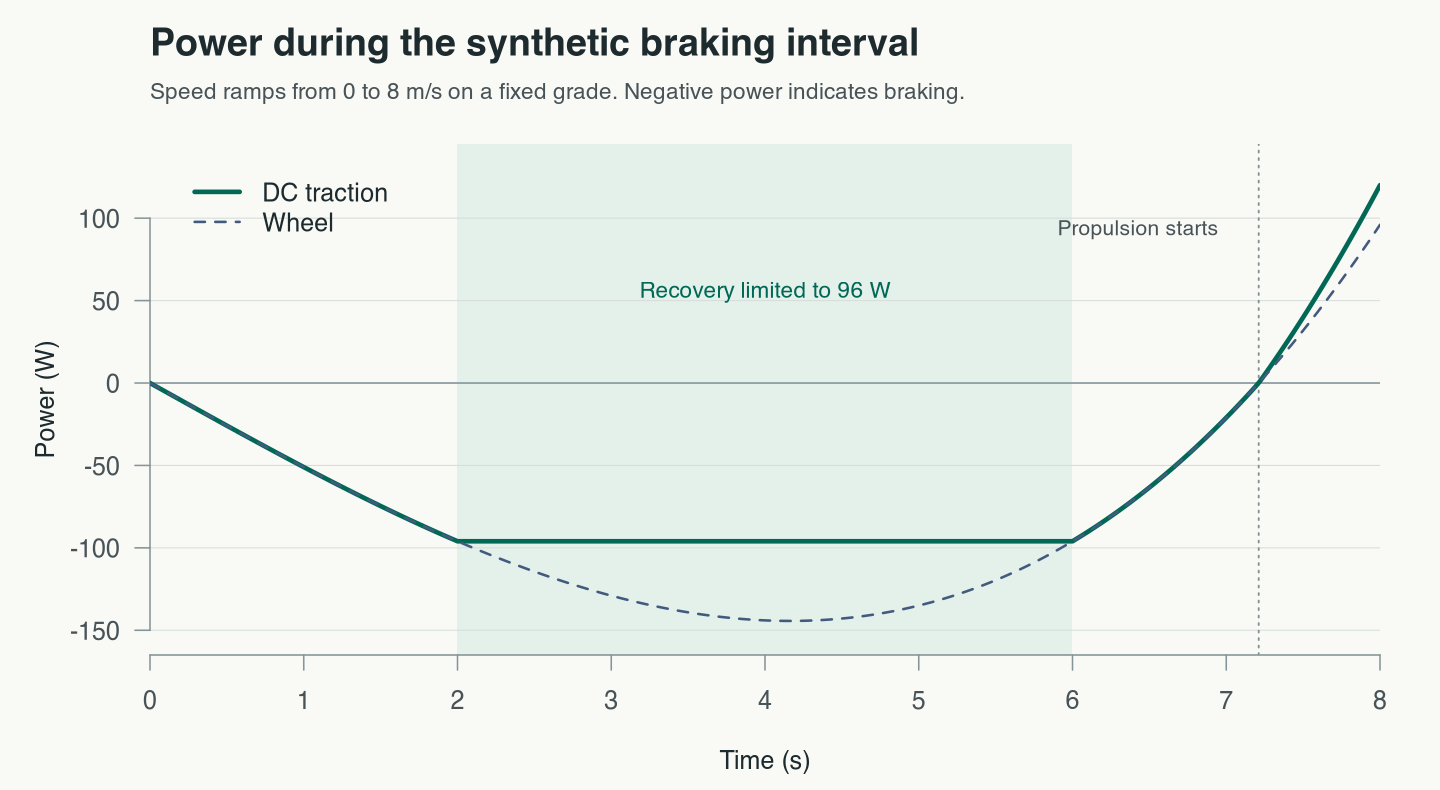 Power during the synthetic braking interval
Speed ramps from 0 to 8 m/s on a fixed grade. Negative power indicates braking.
DC traction
Wheel
Propulsion starts
Recovery limited to 96 W
Power (W)
100
50
0
-50
-100
-150
0 1 2 3 4 5 6 7 8
Time (s)